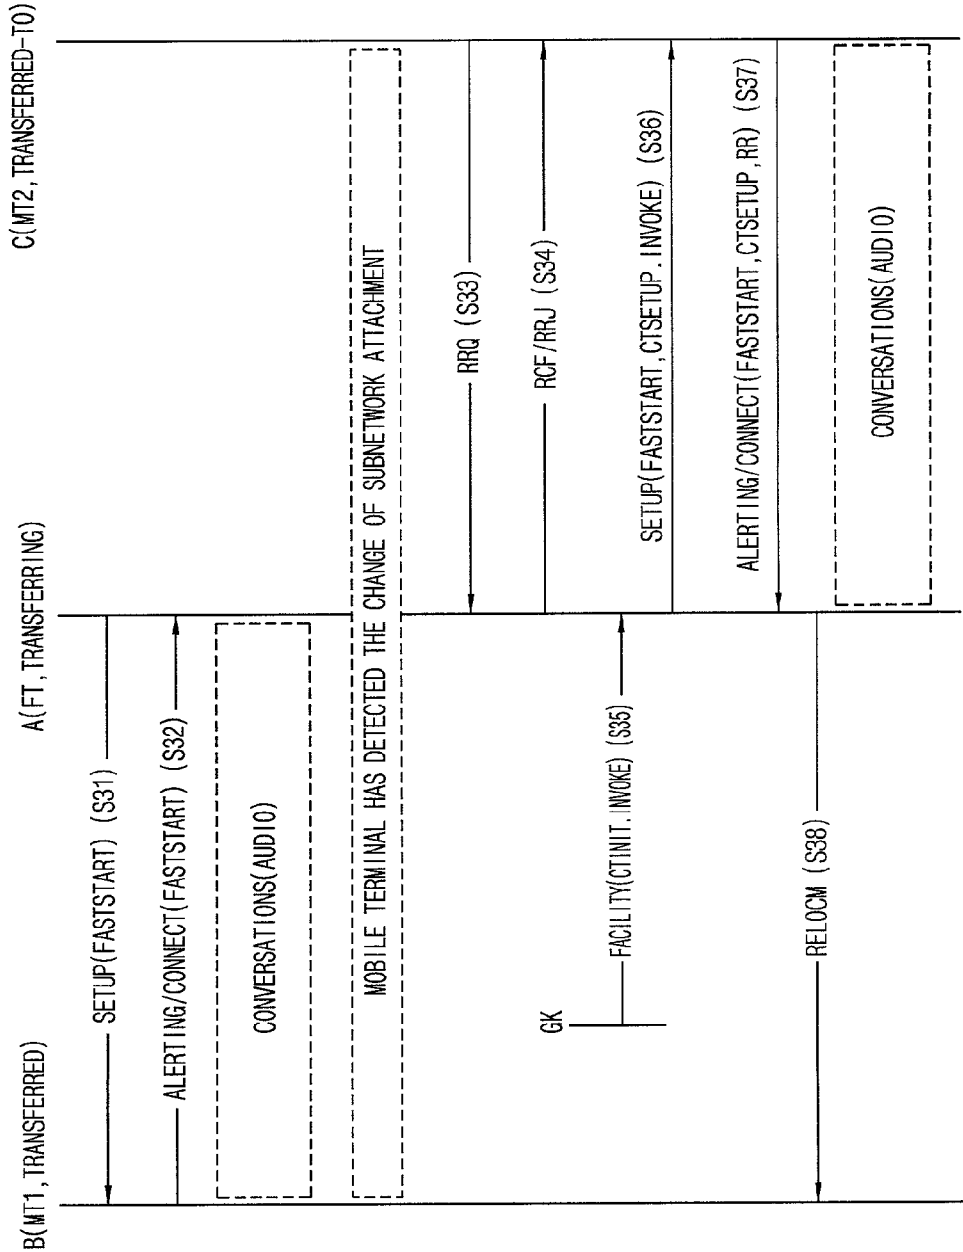 B(MT1,TRANSFERRED)
A(FT,TRANSFERRING)
C(MT2,TRANSFERRED-TO)
SETUP(FASTSTART) (S31)
ALERTING/CONNECT(FASTSTART) (S32)
CONVERSATIONS(AUDIO)
MOBILE TERMINAL HAS DETECTED THE CHANGE OF SUBNETWORK ATTACHMENT
RRQ (S33)
RCF/RRJ (S34)
GK
FACILITY(CTINIT.INVOKE) (S35)
SETUP(FASTSTART,CTSETUP.INVOKE) (S36)
ALERTING/CONNECT(FASTSTART,CTSETUP,RR) (S37)
RELOCM (S38)
CONVERSATIONS(AUDIO)